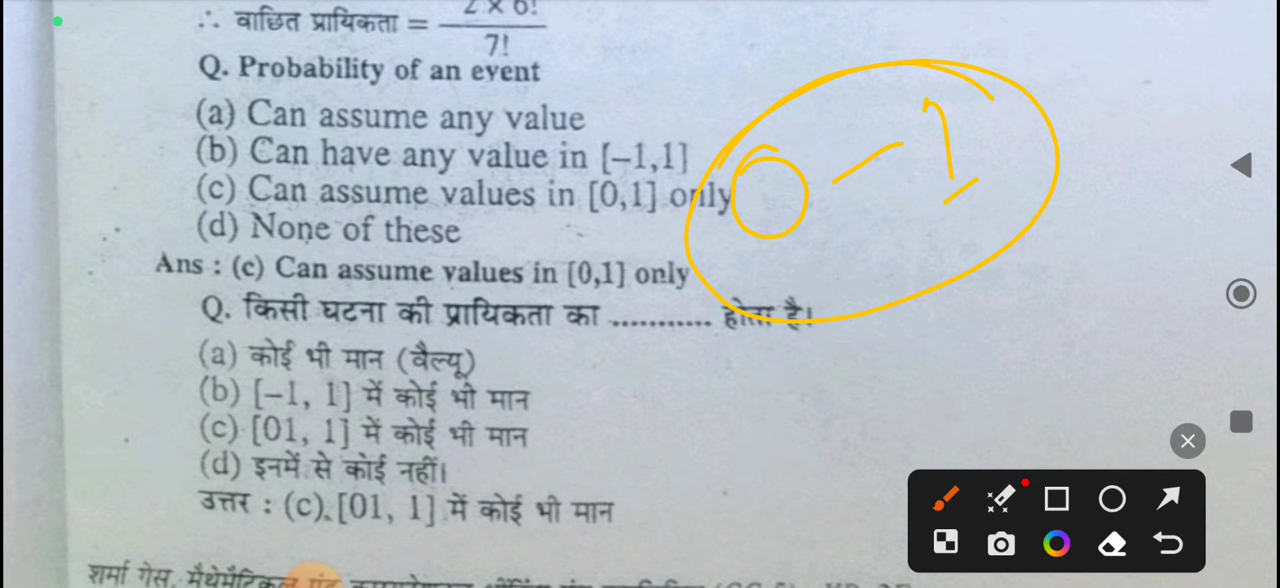 ∴ वाछित प्रायिकता = 2 × 6! / 7!
Q. Probability of an event
(a) Can assume any value
(b) Can have any value in [−1,1]
(c) Can assume values in [0,1] only
(d) None of these
Ans : (c) Can assume values in [0,1] only
0 − 1
Q. किसी घटना की प्रायिकता का ............ होता है।
(a) कोई भी मान (वैल्यू)
(b) [−1, 1] में कोई भी मान
(c) [01, 1] में कोई भी मान
(d) इनमें से कोई नहीं।
उत्तर : (c) [01, 1] में कोई भी मान
शर्मा गेस, मैथेमैटिकल